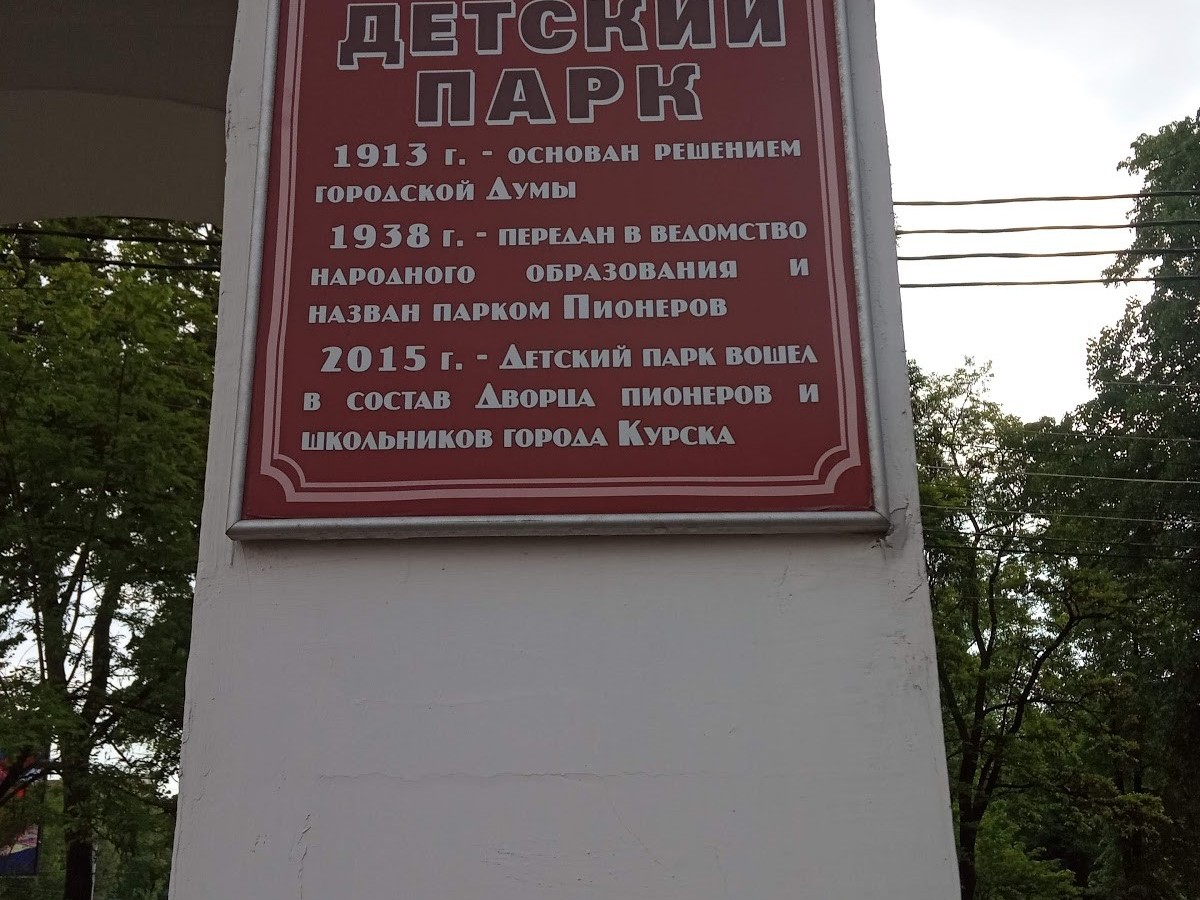 ДЕТСКИЙ
ПАРК
1913 г. - основан решением
городской Думы
1938 г. - передан в ведомство
народного образования и
назван парком Пионеров
2015 г. - Детский парк вошел
в состав Дворца пионеров и
школьников города Курска